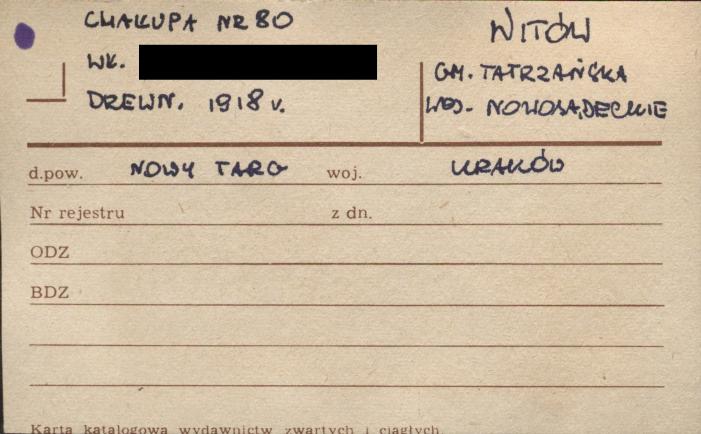 CHAŁUPA NR 80
WŁ.
DREWN. 1918 r.
WITÓW
GM. TATRZAŃSKA
WOJ. NOWOSĄDECKIE
d.pow. NOWY TARG woj. KRAKÓW
Nr rejestru z dn.
ODZ
BDZ
Karta katalogowa wydawnictw zwartych i ciągłych